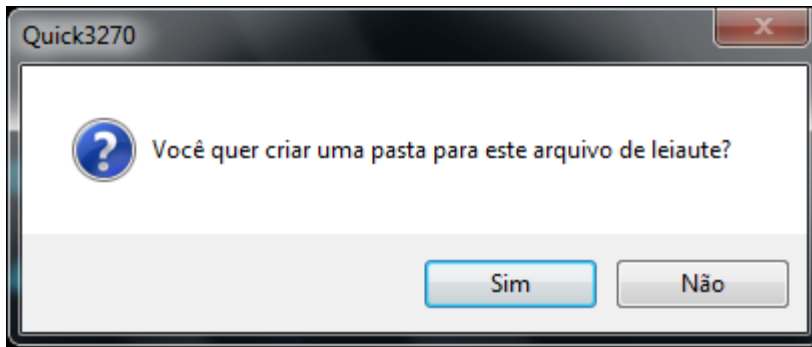 Quick3270
Você quer criar uma pasta para este arquivo de leiaute?
Sim Não